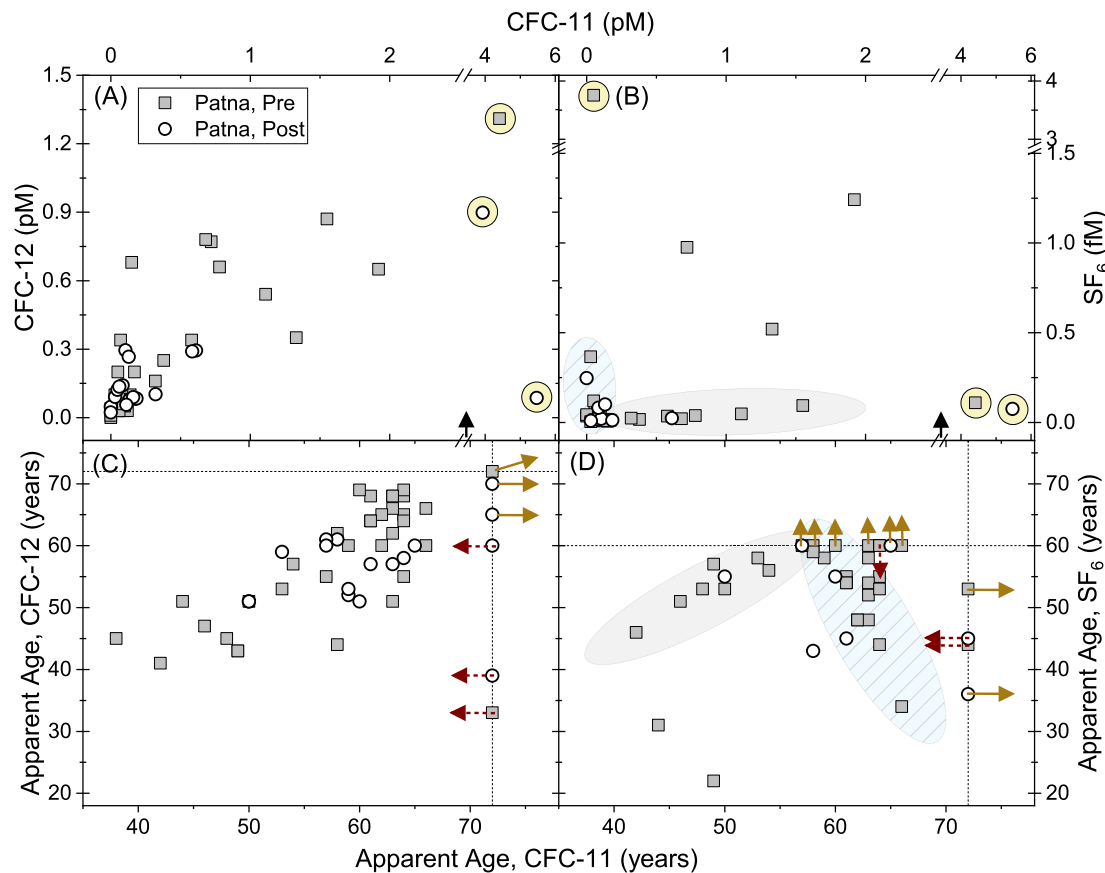 CFC-11 (pM)
0 1 2 4 6 0 1 2 4 6
(A)
Patna, Pre
Patna, Post
(B)
1.5
1.2
0.9
0.6
0.3
0.0
CFC-12 (pM)
4
3
1.5
1.0
0.5
0.0
SF6 (fM)
(C)
(D)
70
60
50
40
30
20
Apparent Age, CFC-12 (years)
70
60
50
40
30
20
Apparent Age, SF6 (years)
40 50 60 70 40 50 60 70
Apparent Age, CFC-11 (years)